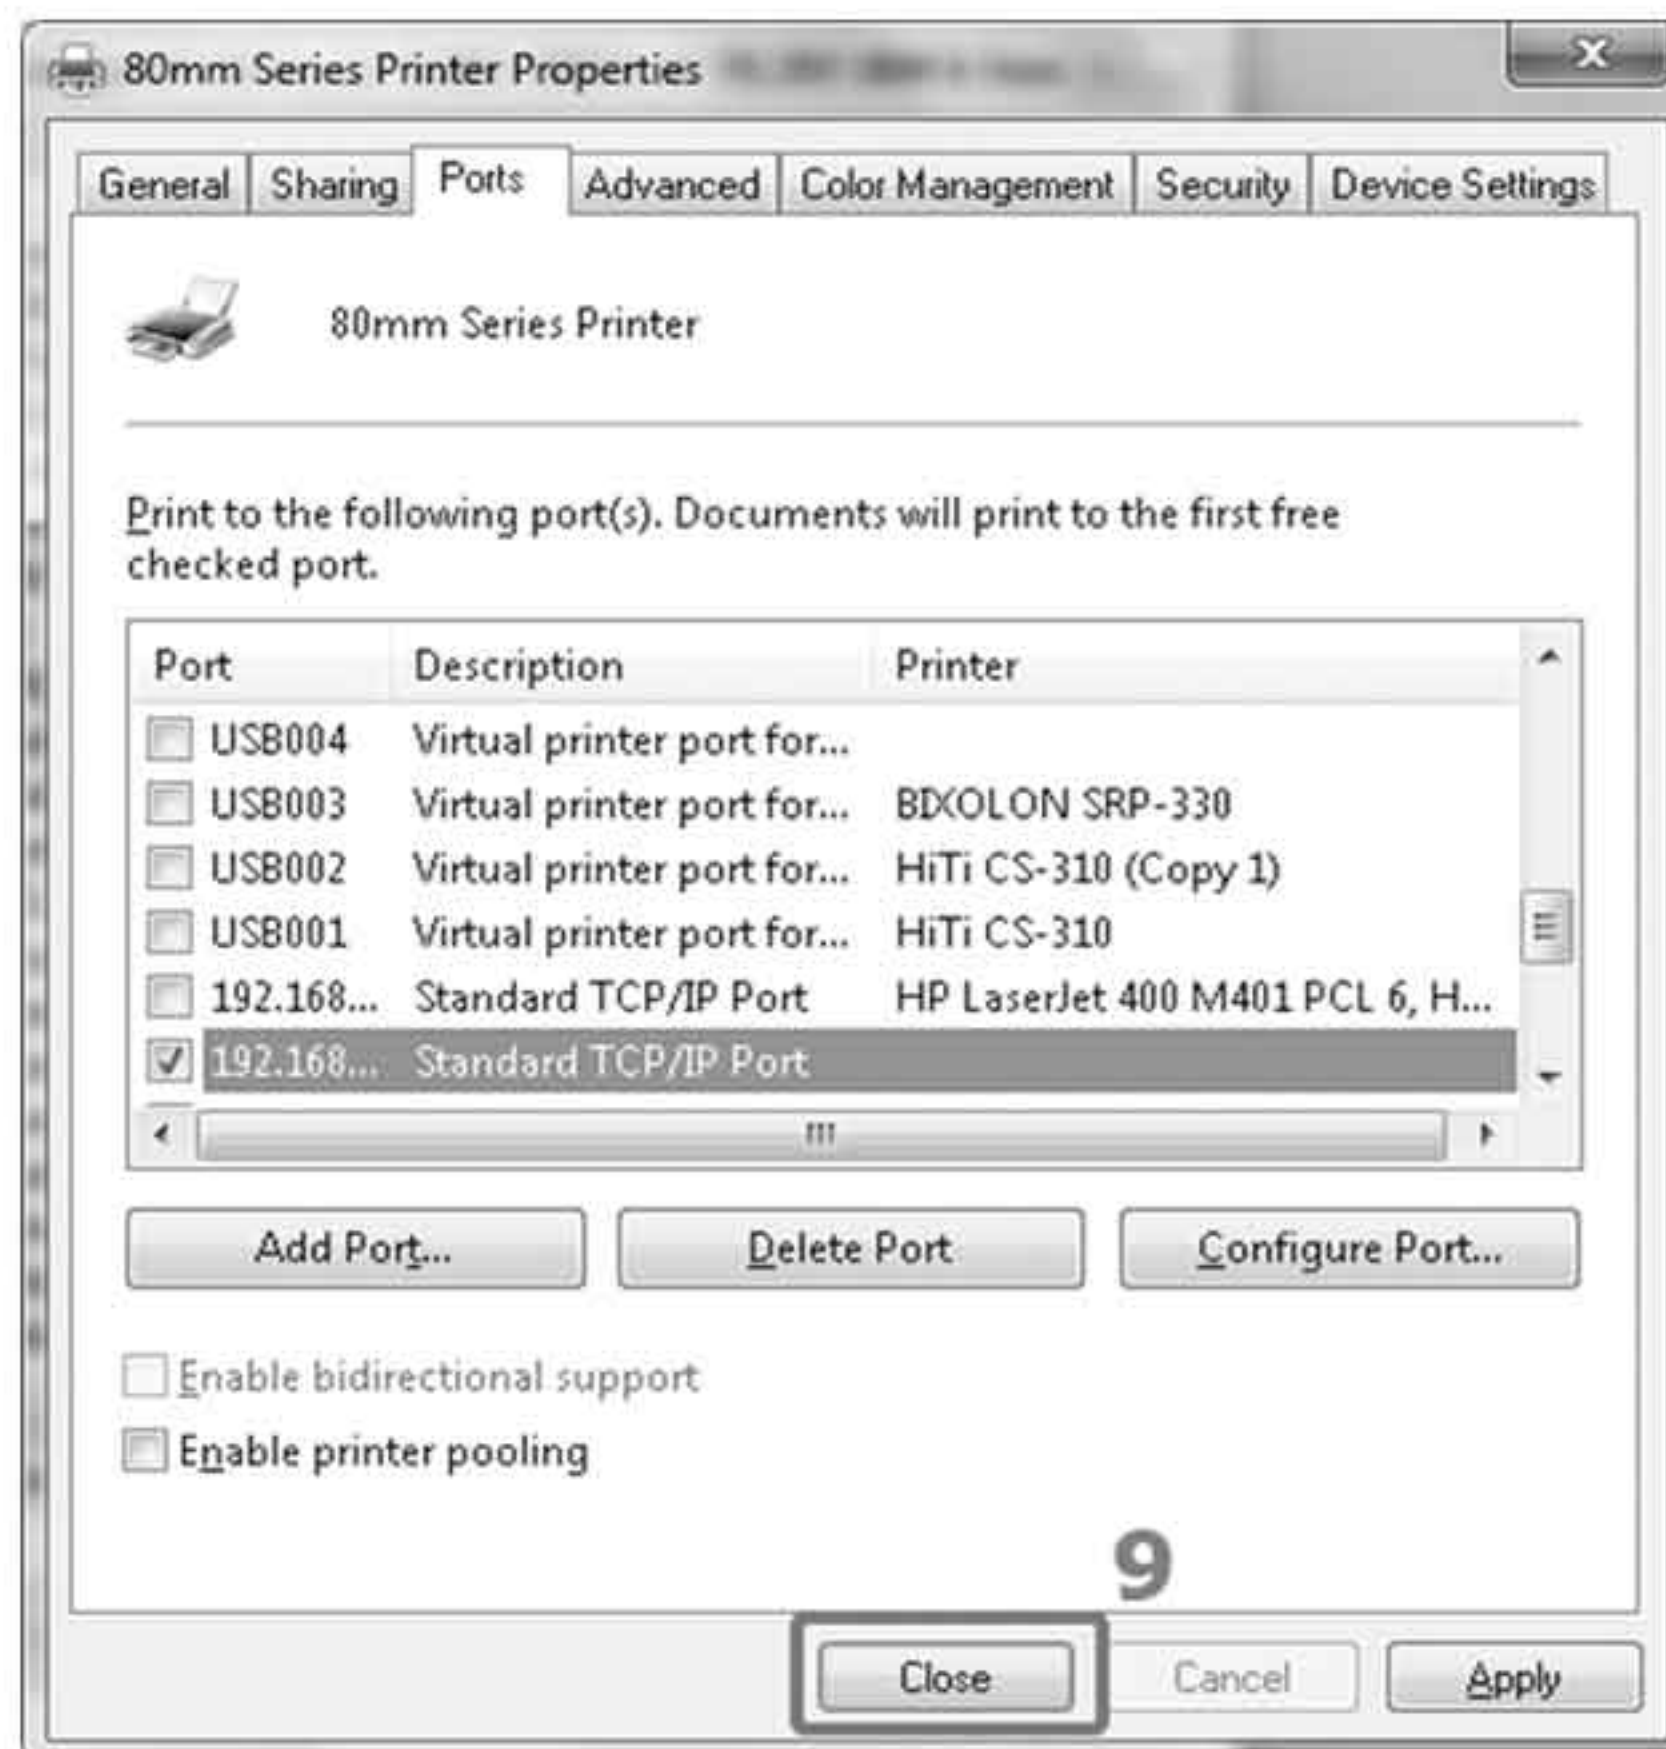 80mm Series Printer Properties
General Sharing Ports Advanced Color Management Security Device Settings
80mm Series Printer
Print to the following port(s). Documents will print to the first free
checked port.
Port Description Printer
USB004 Virtual printer port for...
USB003 Virtual printer port for... BIXOLON SRP-330
USB002 Virtual printer port for... HiTi CS-310 (Copy 1)
USB001 Virtual printer port for... HiTi CS-310
192.168... Standard TCP/IP Port HP LaserJet 400 M401 PCL 6, H...
192.168... Standard TCP/IP Port
Add Port... Delete Port Configure Port...
Enable bidirectional support
Enable printer pooling
9
Close Cancel Apply